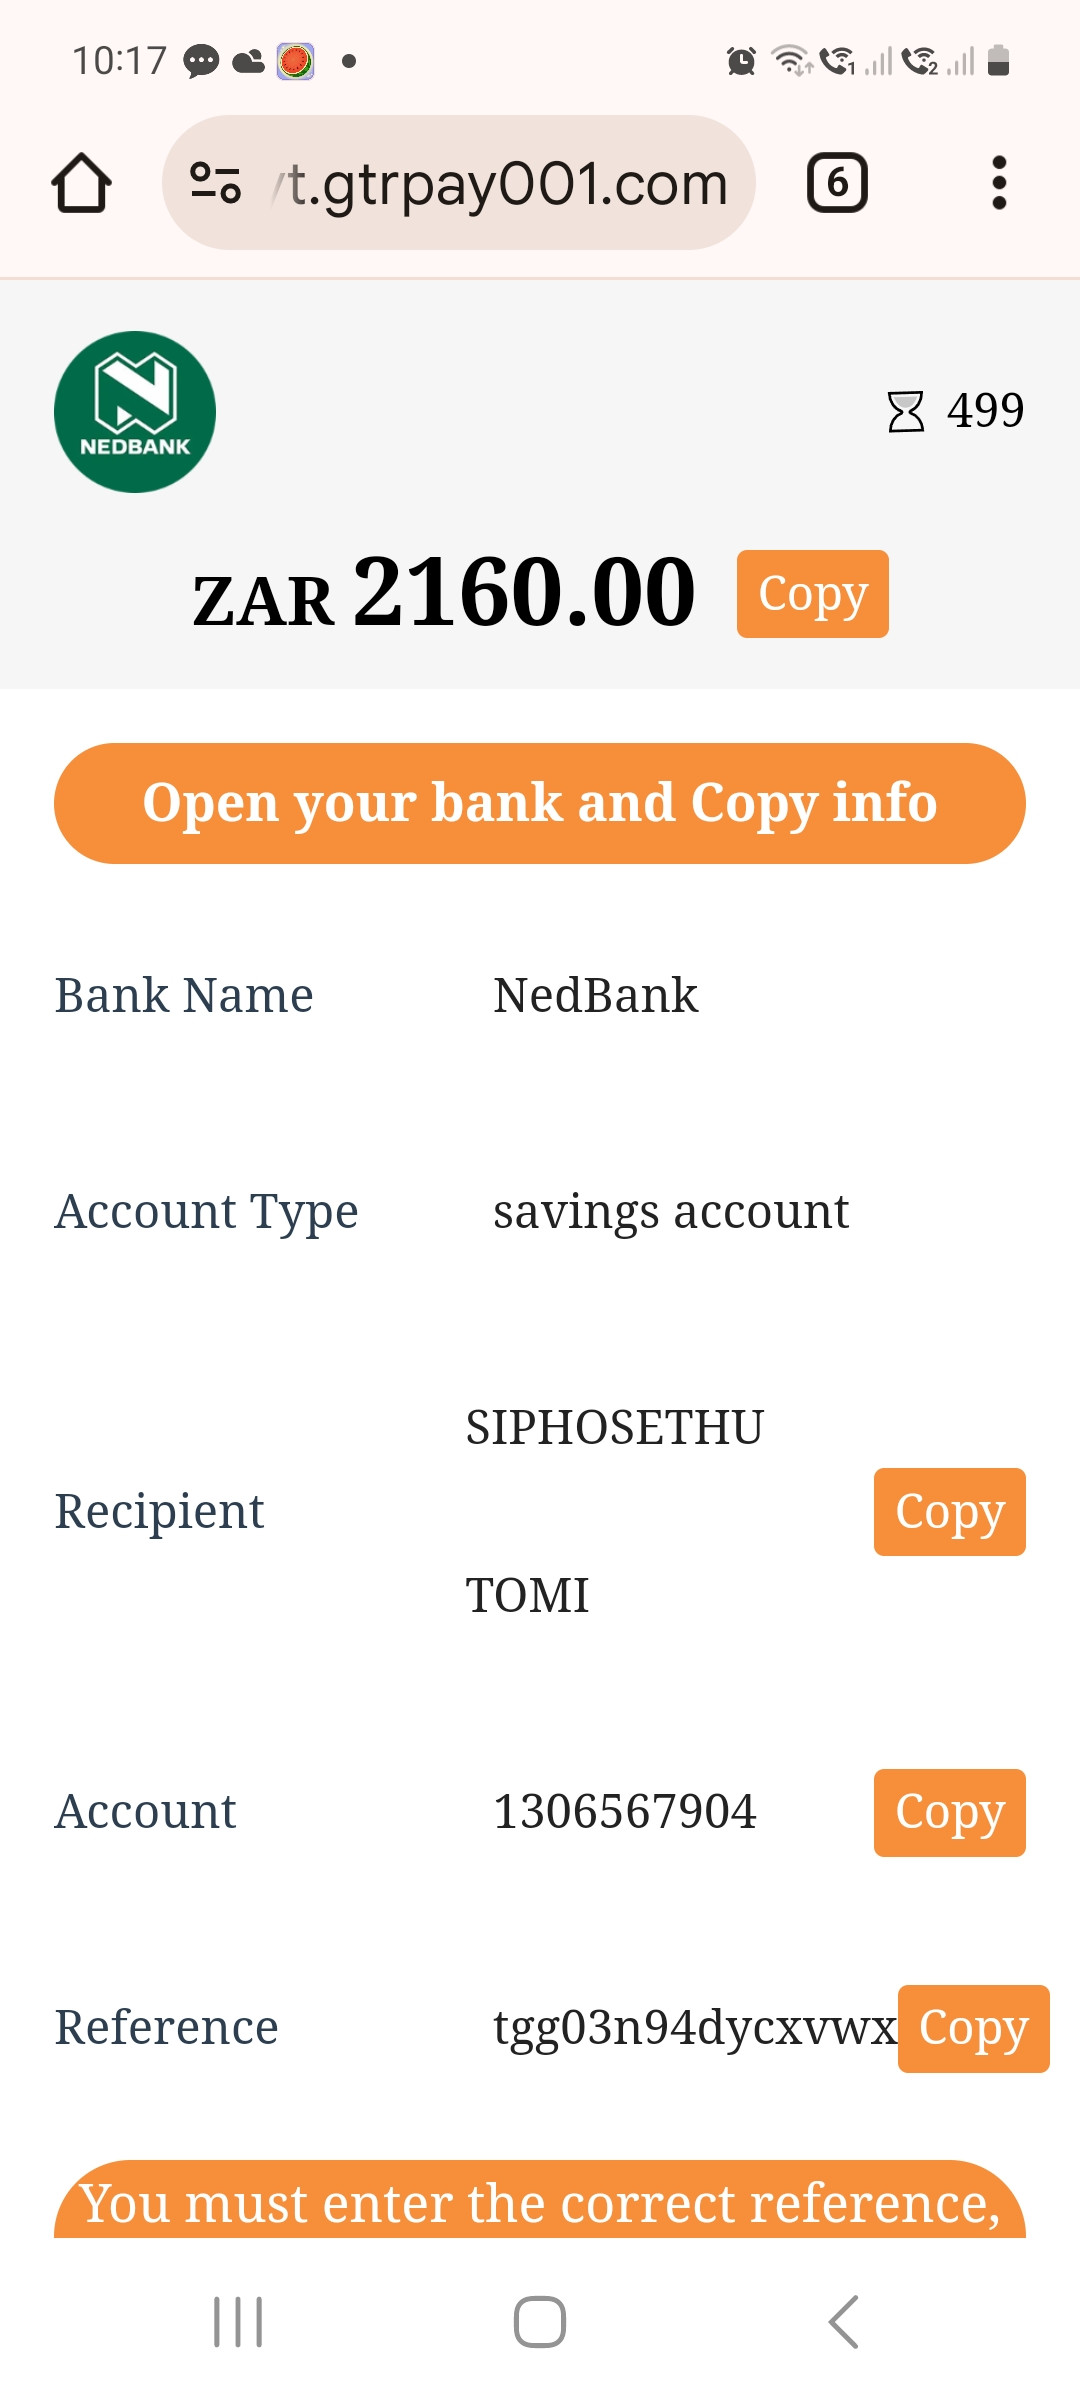 10:17
1
2
t.gtrpay001.com
6
NEDBANK
499
ZAR 2160.00
Copy
Open your bank and Copy info
Bank Name NedBank
Account Type savings account
Recipient SIPHOSETHU
TOMI
Copy
Account 1306567904 Copy
Reference tgg03n94dycxvwx Copy
You must enter the correct reference,